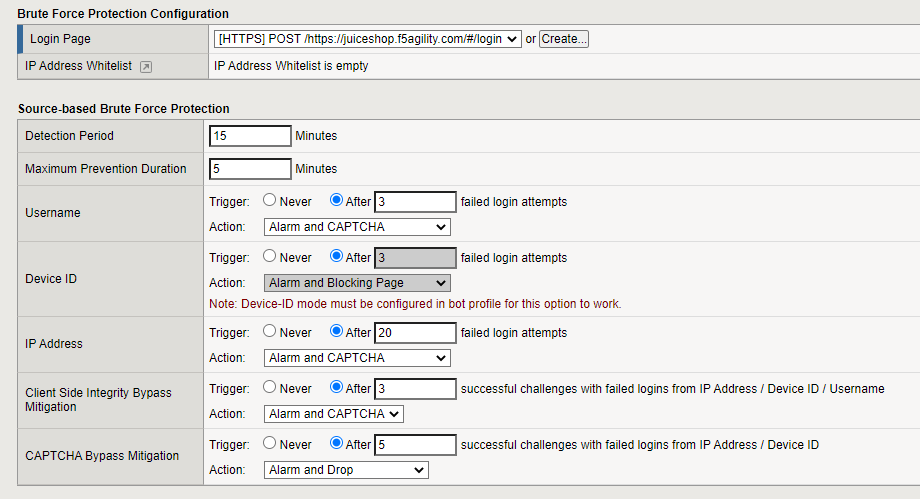 Brute Force Protection Configuration
Login Page [HTTPS] POST /https://juiceshop.f5agility.com/#/login or Create...
IP Address Whitelist IP Address Whitelist is empty
Source-based Brute Force Protection
Detection Period 15 Minutes
Maximum Prevention Duration 5 Minutes
Username
Trigger: Never After 3 failed login attempts
Action: Alarm and CAPTCHA
Device ID
Trigger: Never After 3 failed login attempts
Action: Alarm and Blocking Page
Note: Device-ID mode must be configured in bot profile for this option to work.
IP Address
Trigger: Never After 20 failed login attempts
Action: Alarm and CAPTCHA
Client Side Integrity Bypass
Mitigation
Trigger: Never After 3 successful challenges with failed logins from IP Address / Device ID / Username
Action: Alarm and CAPTCHA
CAPTCHA Bypass Mitigation
Trigger: Never After 5 successful challenges with failed logins from IP Address / Device ID
Action: Alarm and Drop